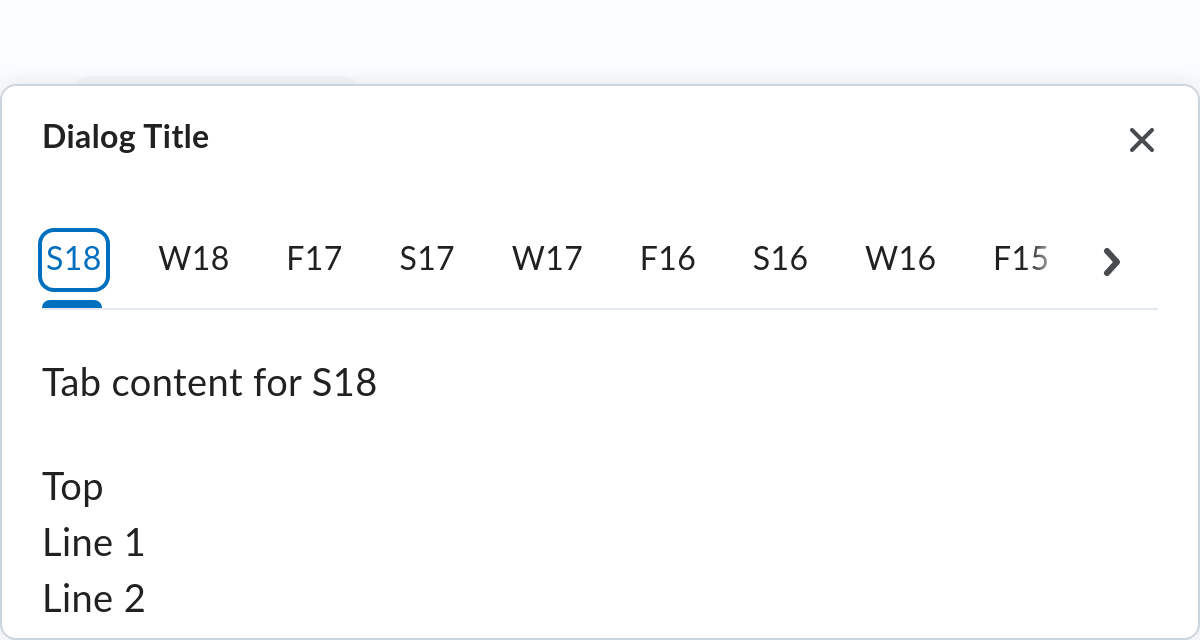 Dialog Title
S18 W18 F17 S17 W17 F16 S16 W16 F15
Tab content for S18
Top
Line 1
Line 2